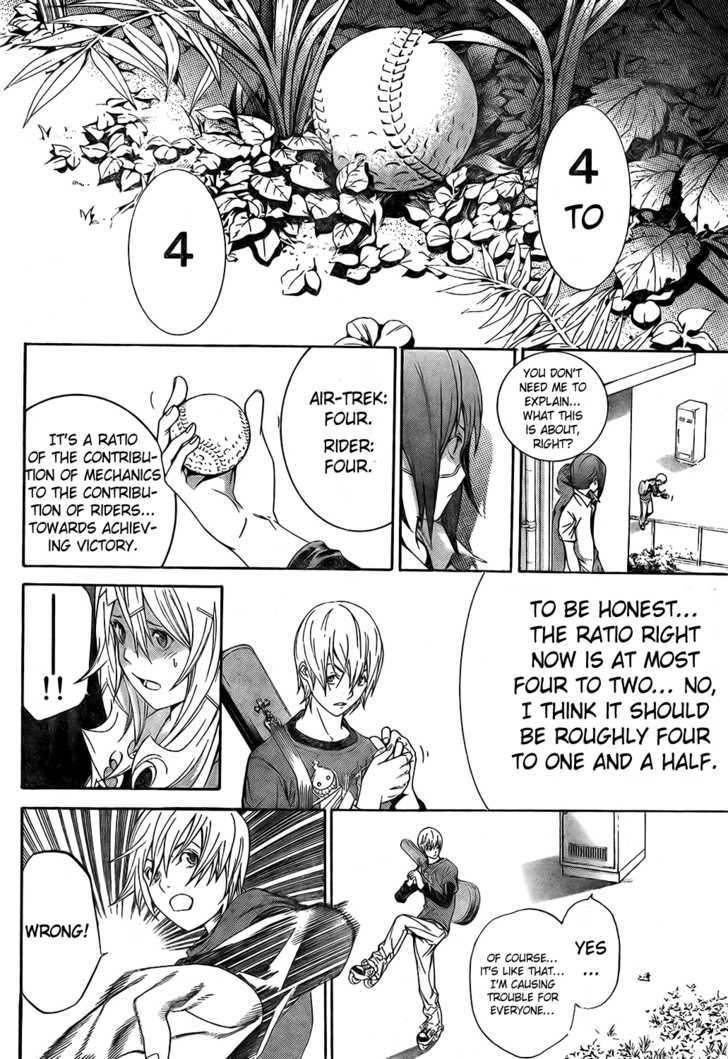 4
TO
4
YOU DON'T
NEED ME TO
EXPLAIN...
WHAT THIS
IS ABOUT,
RIGHT?
AIR-TREK:
FOUR.
RIDER:
FOUR.
IT'S A RATIO
OF THE CONTRIBU-
TION OF MECHANICS
TO THE CONTRIBU-
TION OF RIDERS...
TOWARDS ACHIEV-
ING VICTORY.
TO BE HONEST...
THE RATIO RIGHT
NOW IS AT MOST
FOUR TO TWO... NO,
I THINK IT SHOULD
BE ROUGHLY FOUR
TO ONE AND A HALF.
—!!
YES
...
OF COURSE...
IT'S LIKE THAT...
I'M CAUSING
TROUBLE FOR
EVERYONE...
WRONG!